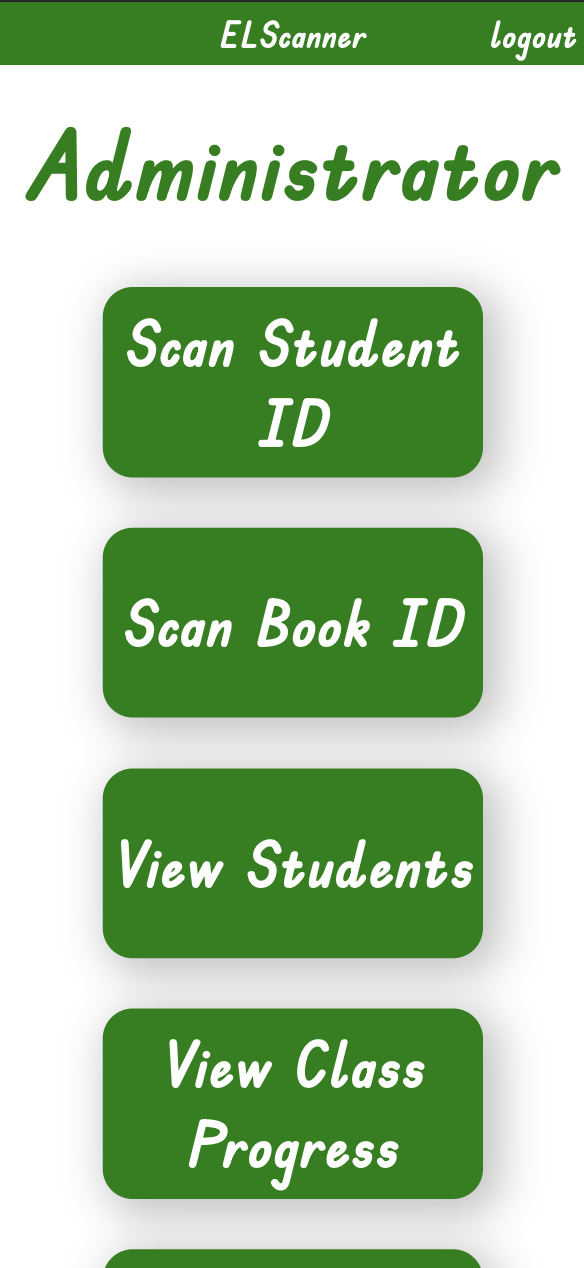 ELScanner logout
Administrator
Scan Student
ID
Scan Book ID
View Students
View Class
Progress